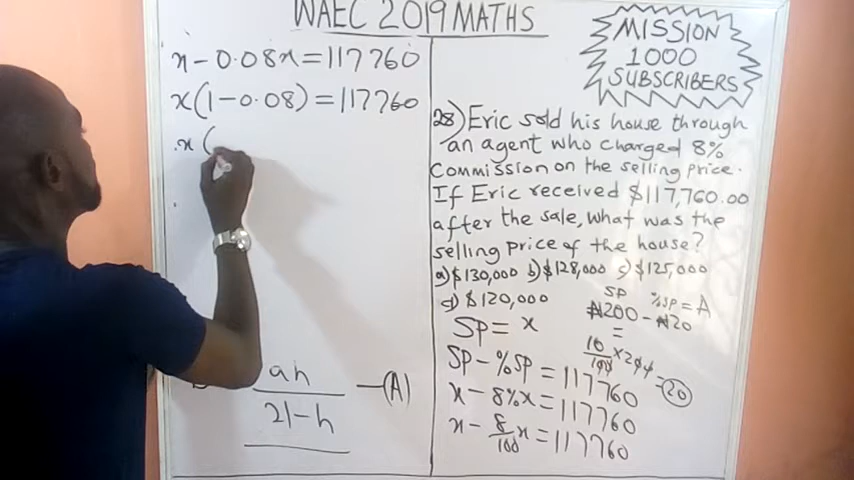 WAEC 2019 MATHS
x - 0.08x = 117760
x(1 - 0.08) = 117760
x (
ah
21-h
(A)
MISSION
1000
SUBSCRIBERS
28) Eric sold his house through
an agent who charged 8%
Commission on the selling price.
If Eric received $117,760.00
after the sale, what was the
selling price of the house?
a) $130,000 b) $128,000 c) $125,000
d) $120,000
SP %SP = A
₦200 - ₦20
=
10/100 × 200 = 20
SP = x
SP - %SP = 117760
x - 8%x = 117760
x - 8/100 x = 117760